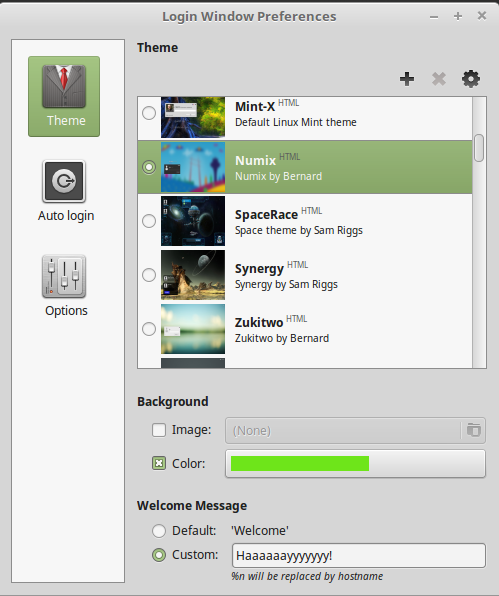 Login Window Preferences
Theme
Auto login
Options
Theme
Mint-X HTML
Default Linux Mint theme
Numix HTML
Numix by Bernard
SpaceRace HTML
Space theme by Sam Riggs
Synergy HTML
Synergy by Sam Riggs
Zukitwo HTML
Zukitwo by Bernard
Background
Image: (None)
Color:
Welcome Message
Default: 'Welcome'
Custom: Haaaaaayyyyyyy!
%n will be replaced by hostname